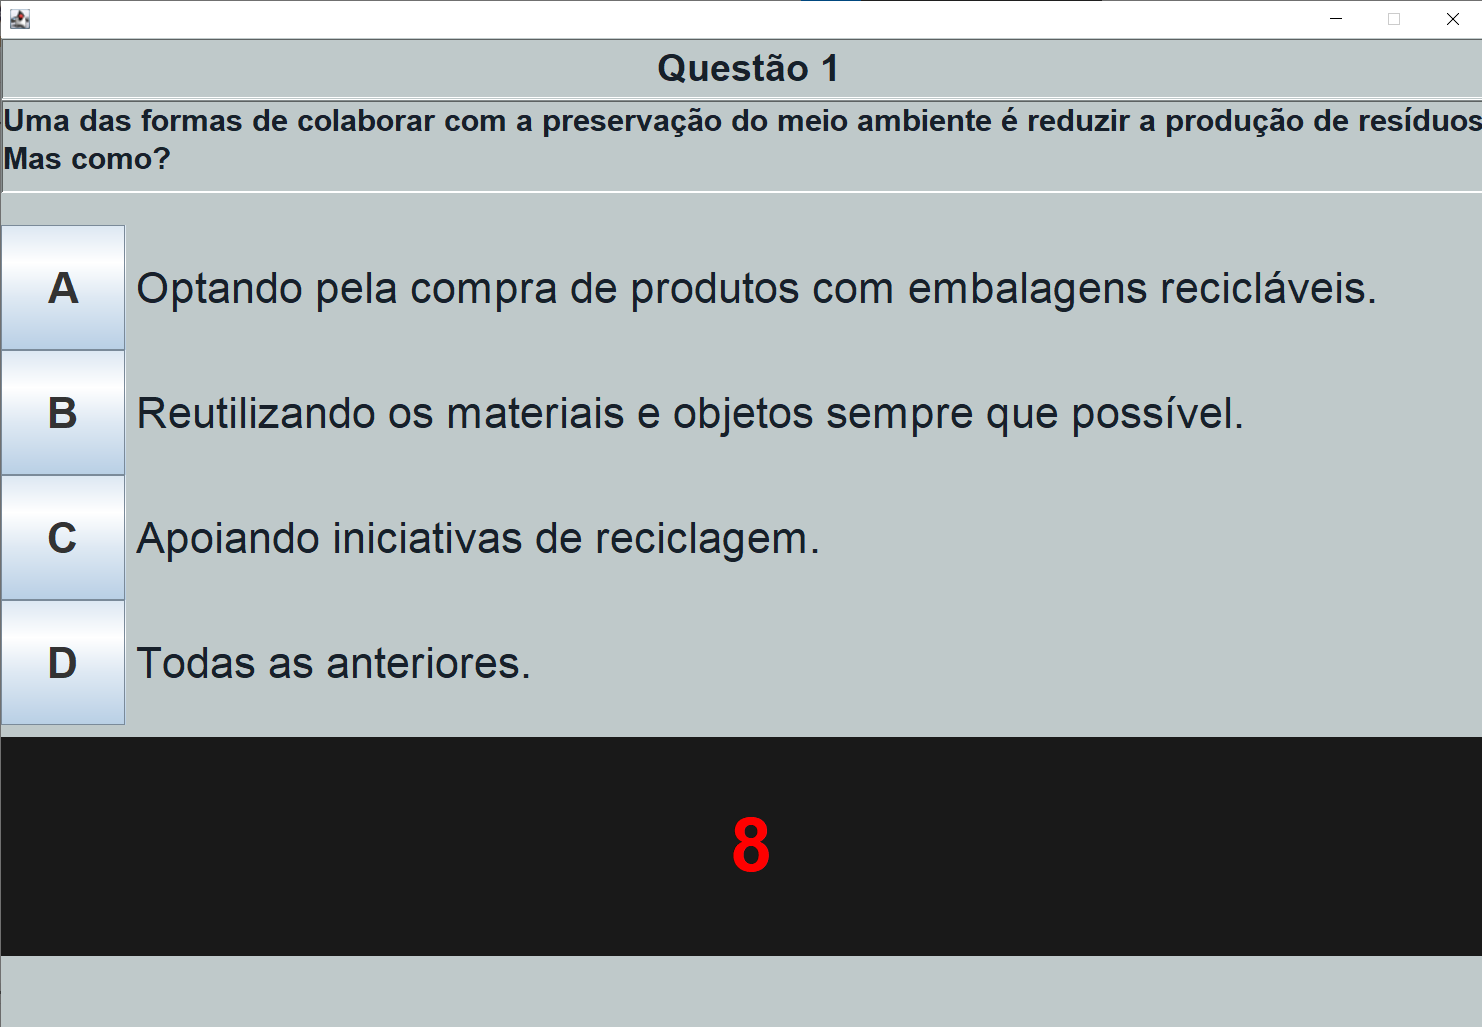 Questão 1
Uma das formas de colaborar com a preservação do meio ambiente é reduzir a produção de resíduos
Mas como?
A Optando pela compra de produtos com embalagens recicláveis.
B Reutilizando os materiais e objetos sempre que possível.
C Apoiando iniciativas de reciclagem.
D Todas as anteriores.
8